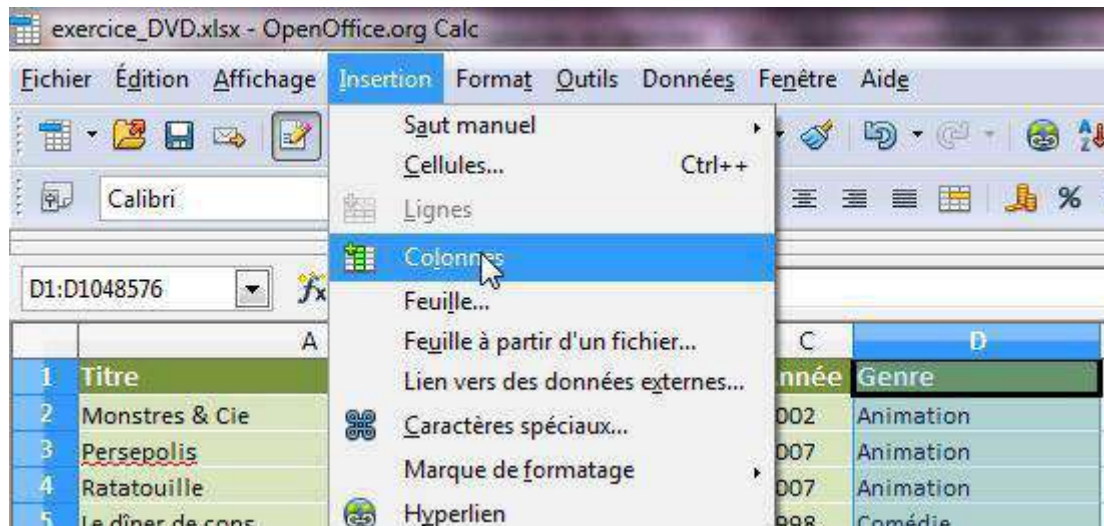 exercice_DVD.xlsx - OpenOffice.org Calc
Fichier Édition Affichage Insertion Format Outils Données Fenêtre Aide
Saut manuel
Cellules... Ctrl++
Calibri
Lignes
%
Colonnes
D1:D1048576
fx
Feuille...
Feuille à partir d'un fichier...
Lien vers des données externes...
Caractères spéciaux...
Marque de formatage
Hyperlien
A C D
1 Titre nnée Genre
2 Monstres & Cie 002 Animation
3 Persepolis 007 Animation
4 Ratatouille 007 Animation
5 Le dîner de cons 998 Comédie